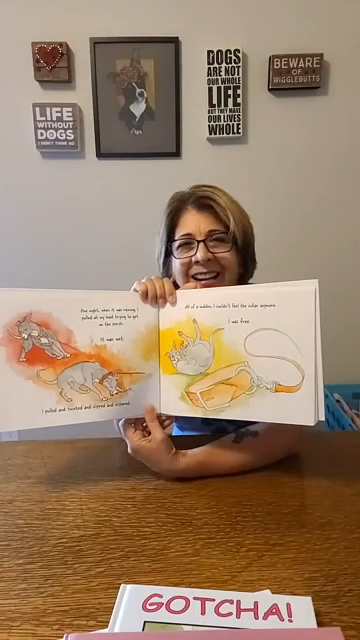 DOGS
ARE NOT
OUR WHOLE
LIFE
BUT THEY MAKE
OUR LIVES
WHOLE
BEWARE
OF
WIGGLEBUTTS
LIFE
WITHOUT
DOGS
I DON'T THINK SO
One night, when it was raining, I
pulled at my lead trying to get
on the porch.
It was wet.
I pulled and twisted and slipped and
All of a sudden, I couldn't feel the collar anymore.
I was free.
GOTCHA!